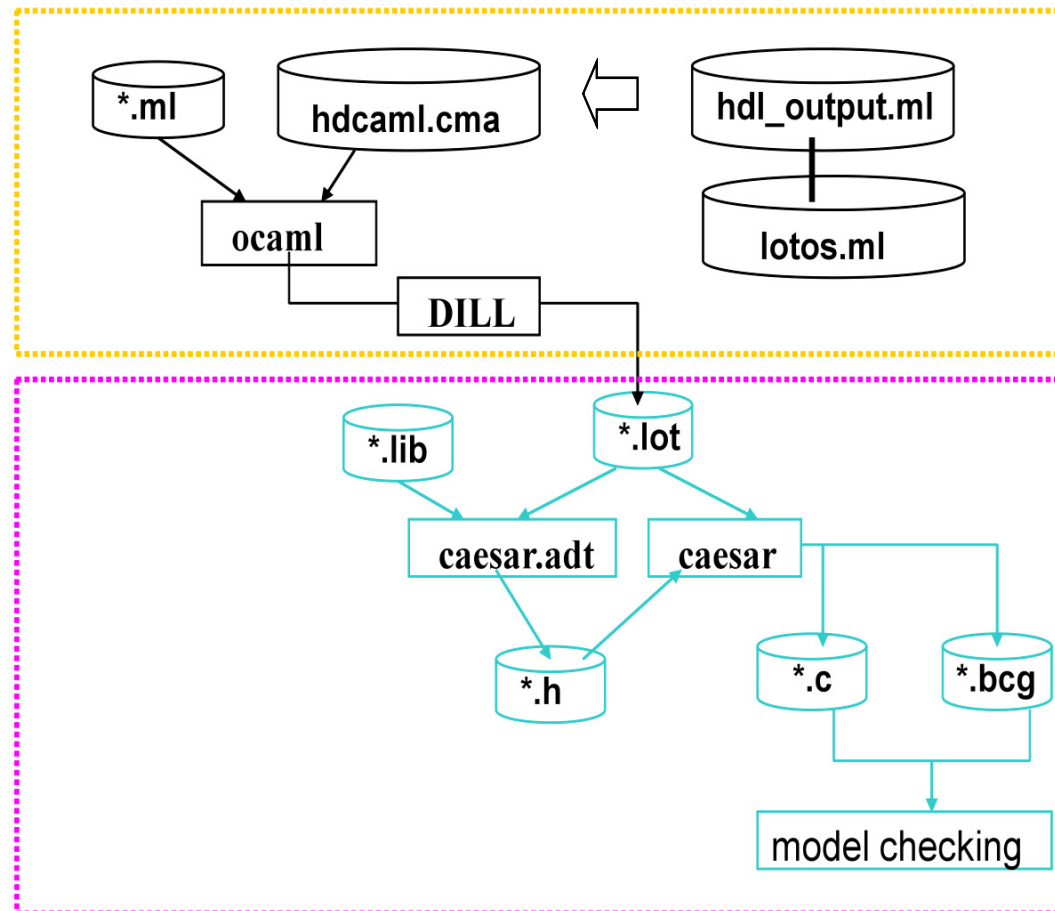 *.ml
hdcaml.cma
hdl_output.ml
ocaml
lotos.ml
DILL
*.lib
*.lot
caesar.adt
caesar
*.h
*.c
*.bcg
model checking